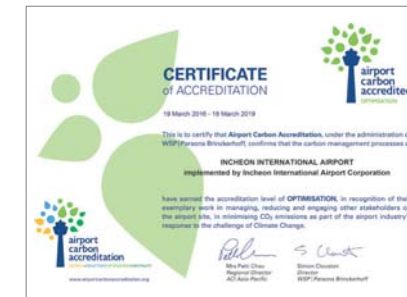 CERTIFICATE
of ACCREDITATION
airport
carbon
accredited
OPTIMISATION
18 March 2016 - 18 March 2019
This is to certify that Airport Carbon Accreditation, under the administration
WSP|Parsons Brinckerhoff, confirms that the carbon management processes
INCHEON INTERNATIONAL AIRPORT
implemented by Incheon International Airport Corporation
have earned the accreditation level of OPTIMISATION, in recognition of the
exemplary work in managing, reducing and engaging other stakeholders
the airport site, in minimising CO₂ emissions as part of the airport industry
response to the challenge of Climate Change.
airport
carbon
accreditation
www.airportcarbonaccreditation.org
Mrs Patti Chau
Regional Director
ACI Asia-Pacific
Simon Clouston
Director
WSP | Parsons Brinckerhoff